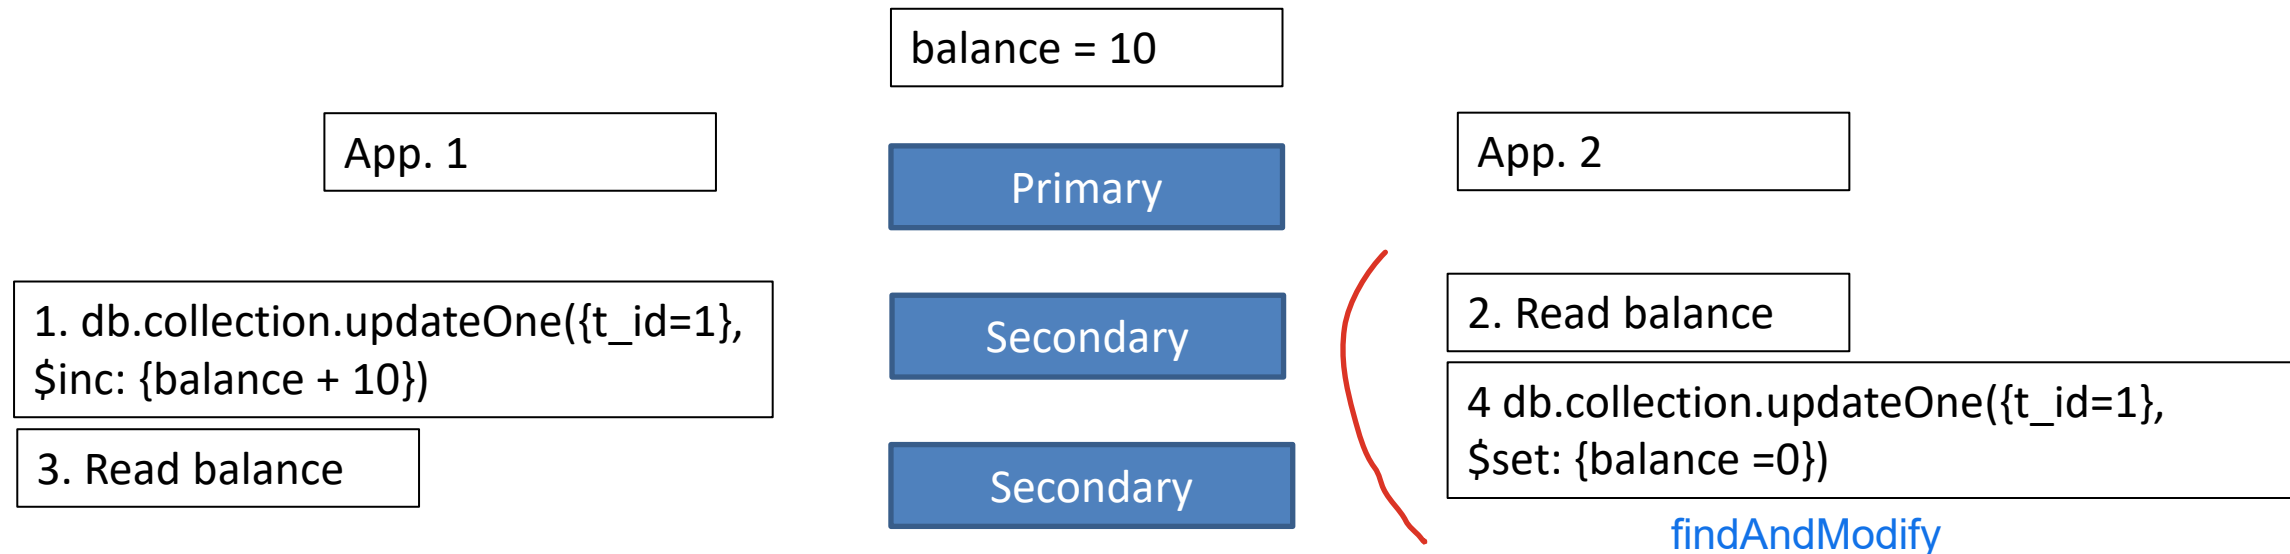 balance = 10
App. 1
Primary
App. 2
1. db.collection.updateOne({t_id=1},
$inc: {balance + 10})
Secondary
2. Read balance
4 db.collection.updateOne({t_id=1},
$set: {balance =0})
3. Read balance
Secondary
findAndModify